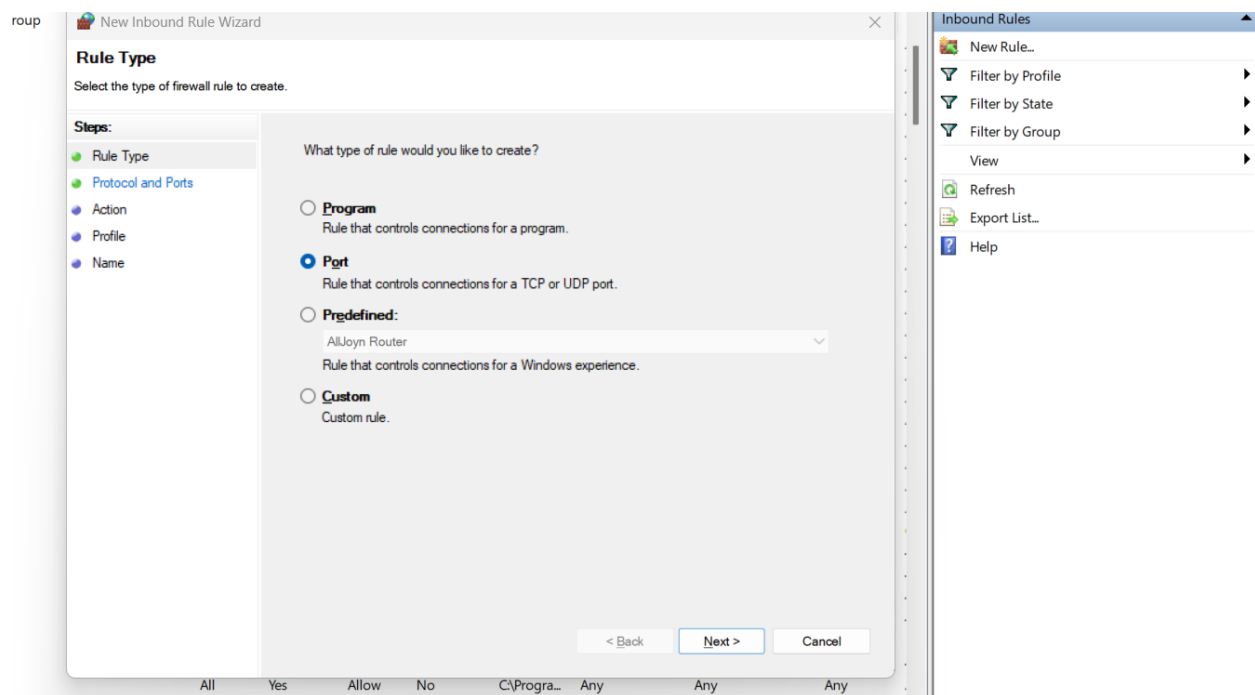 roup
New Inbound Rule Wizard
Rule Type
Select the type of firewall rule to create.
Steps:
Rule Type
Protocol and Ports
Action
Profile
Name
What type of rule would you like to create?
Program
Rule that controls connections for a program.
Port
Rule that controls connections for a TCP or UDP port.
Predefined:
AllJoyn Router
Rule that controls connections for a Windows experience.
Custom
Custom rule.
< Back Next > Cancel
All Yes Allow No C:\Progra... Any Any Any
Inbound Rules
New Rule...
Filter by Profile
Filter by State
Filter by Group
View
Refresh
Export List...
Help